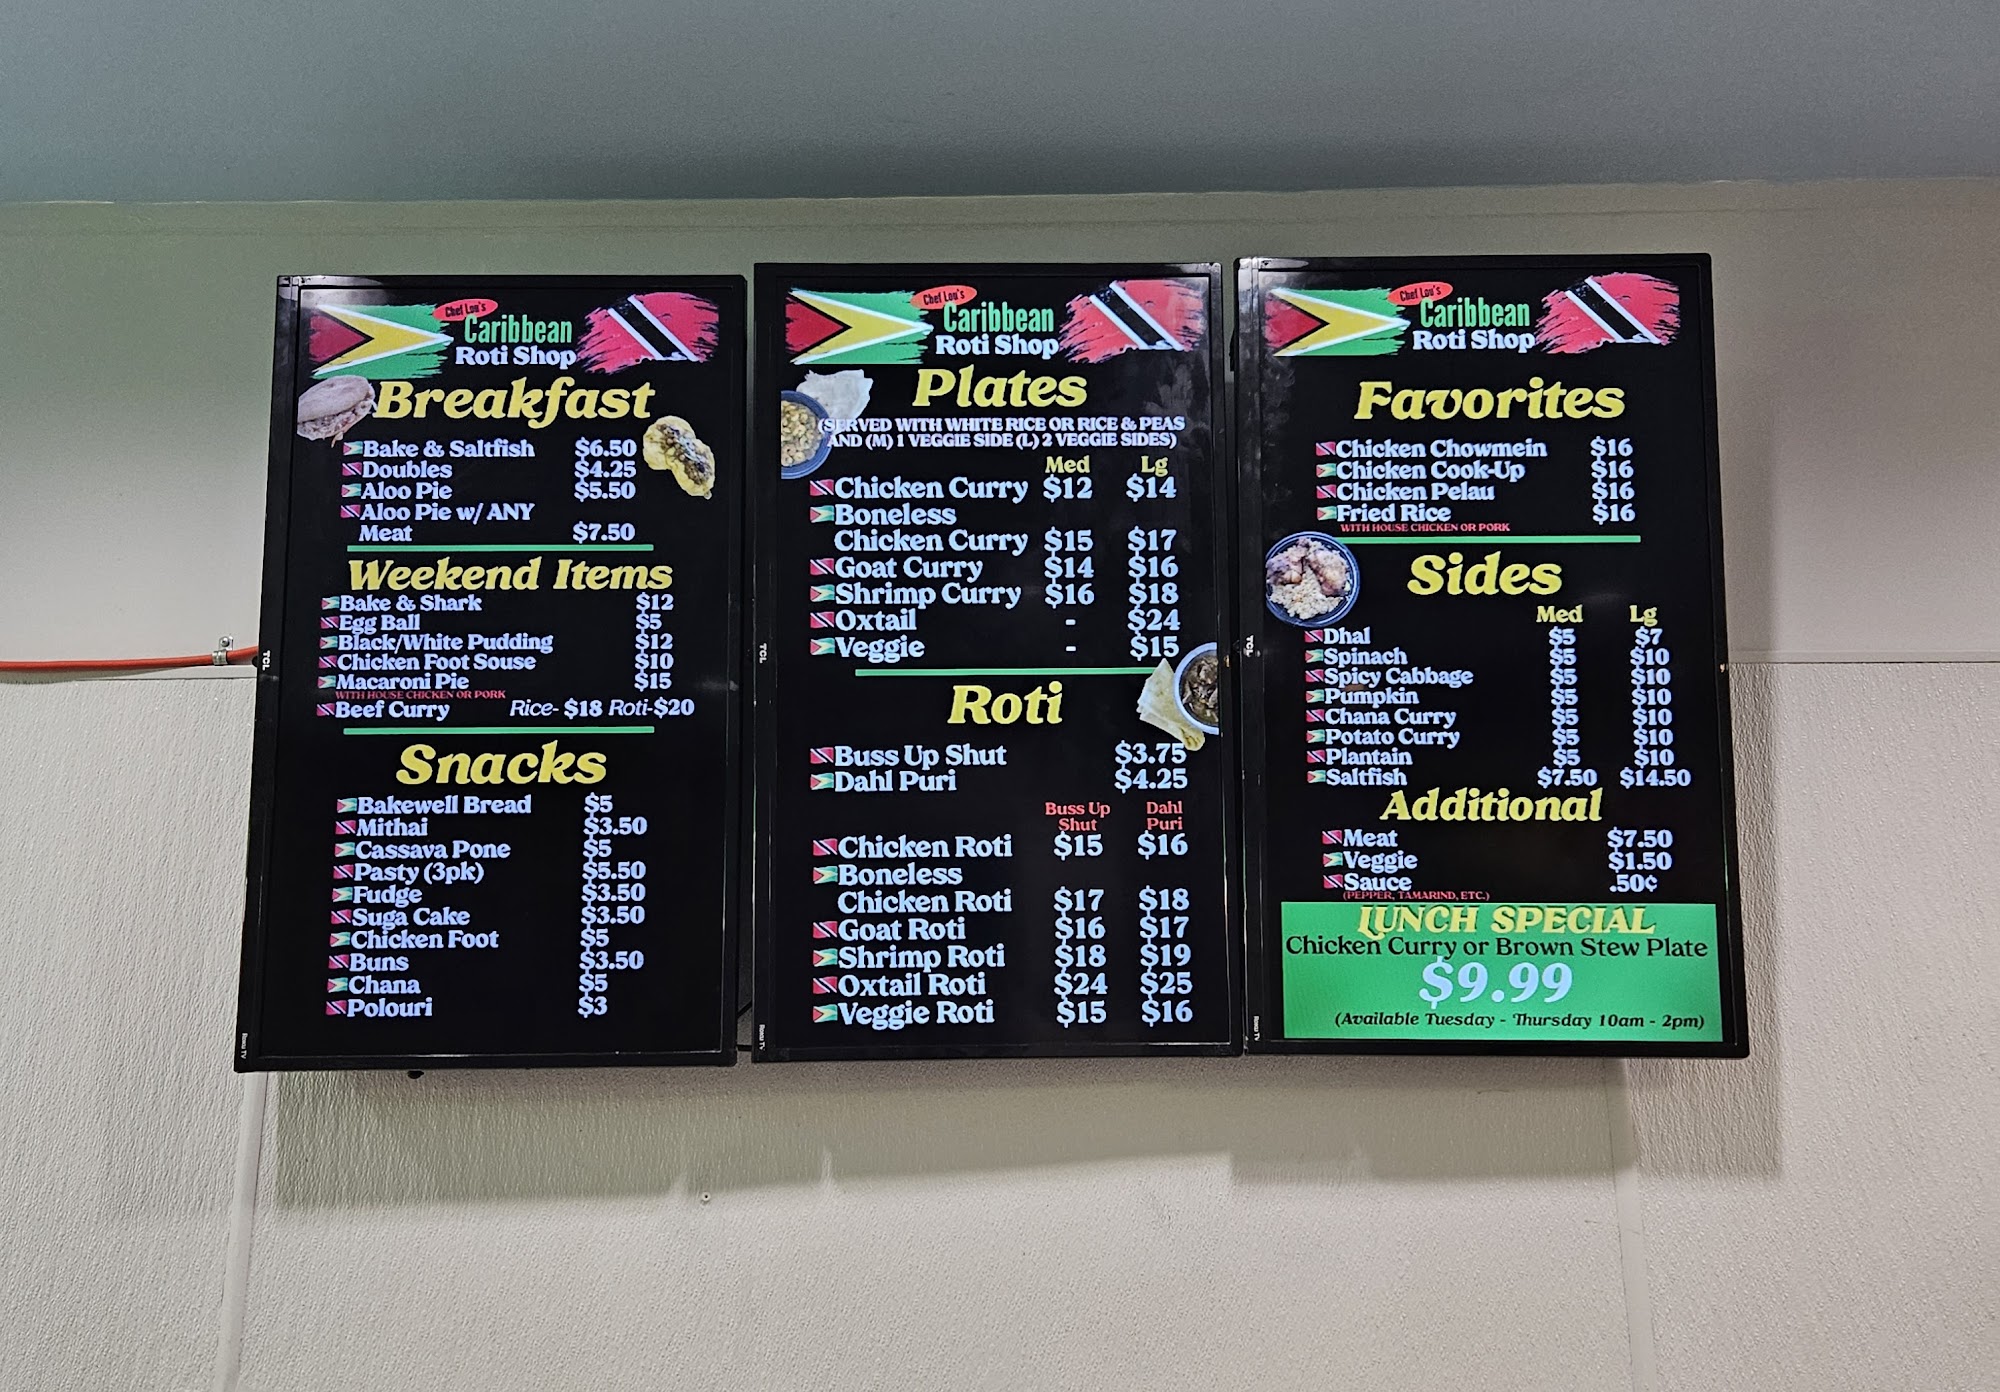 Chef Lou's
Caribbean
Roti Shop
Breakfast
Bake & Saltfish $6.50
Doubles $4.25
Aloo Pie $5.50
Aloo Pie w/ ANY
Meat $7.50
Weekend Items
Bake & Shark $12
Egg Ball $5
Black/White Pudding $12
Chicken Foot Souse $10
Macaroni Pie $15
WITH HOUSE CHICKEN OR PORK
Beef Curry Rice- $18 Roti-$20
Snacks
Bakewell Bread $5
Mithai $3.50
Cassava Pone $5
Pasty (3pk) $5.50
Fudge $3.50
Suga Cake $3.50
Chicken Foot $5
Buns $3.50
Chana $5
Polouri $3
TCL
Roku TV
Chef Lou's
Caribbean
Roti Shop
Plates
(SERVED WITH WHITE RICE OR RICE & PEAS
AND (M) 1 VEGGIE SIDE (L) 2 VEGGIE SIDES)
Med Lg
Chicken Curry $12 $14
Boneless
Chicken Curry $15 $17
Goat Curry $14 $16
Shrimp Curry $16 $18
Oxtail - $24
Veggie - $15
Roti
Buss Up Shut $3.75
Dahl Puri $4.25
Buss Up Dahl
Shut Puri
Chicken Roti $15 $16
Boneless
Chicken Roti $17 $18
Goat Roti $16 $17
Shrimp Roti $18 $19
Oxtail Roti $24 $25
Veggie Roti $15 $16
TCL
Roku TV
Chef Lou's
Caribbean
Roti Shop
Favorites
Chicken Chowmein $16
Chicken Cook-Up $16
Chicken Pelau $16
Fried Rice $16
WITH HOUSE CHICKEN OR PORK
Sides
Med Lg
Dhal $5 $7
Spinach $5 $10
Spicy Cabbage $5 $10
Pumpkin $5 $10
Chana Curry $5 $10
Potato Curry $5 $10
Plantain $5 $10
Saltfish $7.50 $14.50
Additional
Meat $7.50
Veggie $1.50
Sauce .50¢
(PEPPER, TAMARIND, ETC.)
LUNCH SPECIAL
Chicken Curry or Brown Stew Plate
$9.99
(Available Tuesday - Thursday 10am - 2pm)
TCL
Roku TV